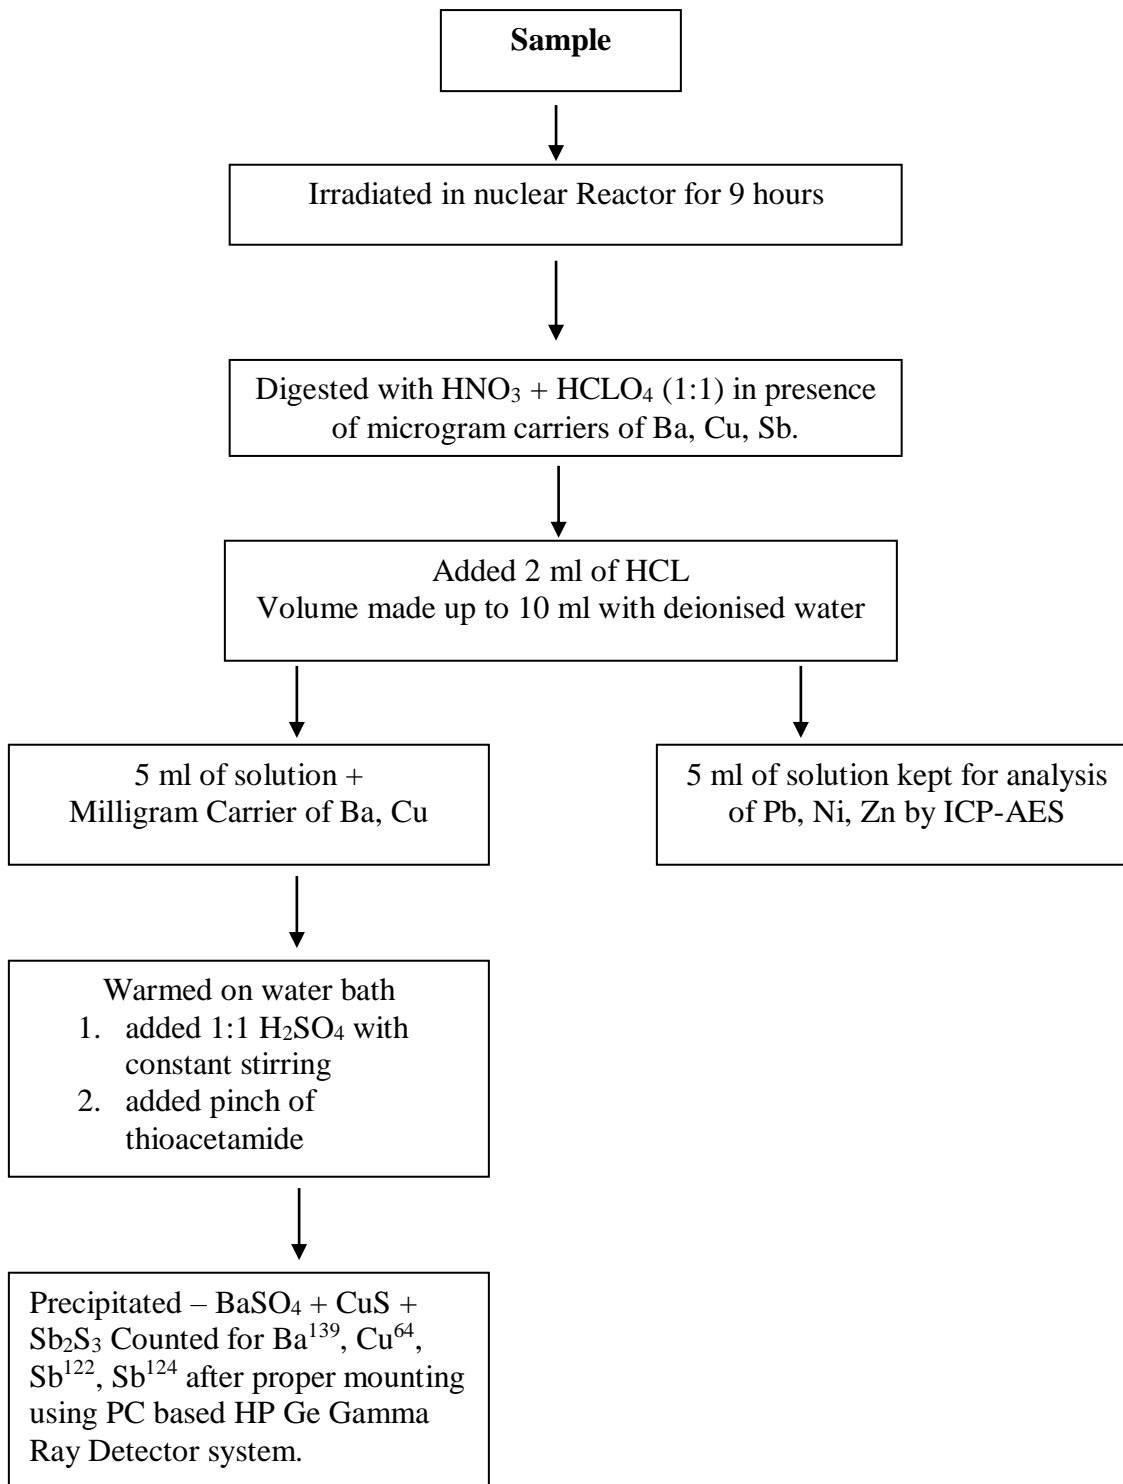 Sample
Irradiated in nuclear Reactor for 9 hours
Digested with HNO₃ + HCLO₄ (1:1) in presence
of microgram carriers of Ba, Cu, Sb.
Added 2 ml of HCL
Volume made up to 10 ml with deionised water
5 ml of solution +
Milligram Carrier of Ba, Cu
5 ml of solution kept for analysis
of Pb, Ni, Zn by ICP-AES
Warmed on water bath
1. added 1:1 H₂SO₄ with
constant stirring
2. added pinch of
thioacetamide
Precipitated – BaSO₄ + CuS +
Sb₂S₃ Counted for Ba¹³⁹, Cu⁶⁴,
Sb¹²², Sb¹²⁴ after proper mounting
using PC based HP Ge Gamma
Ray Detector system.